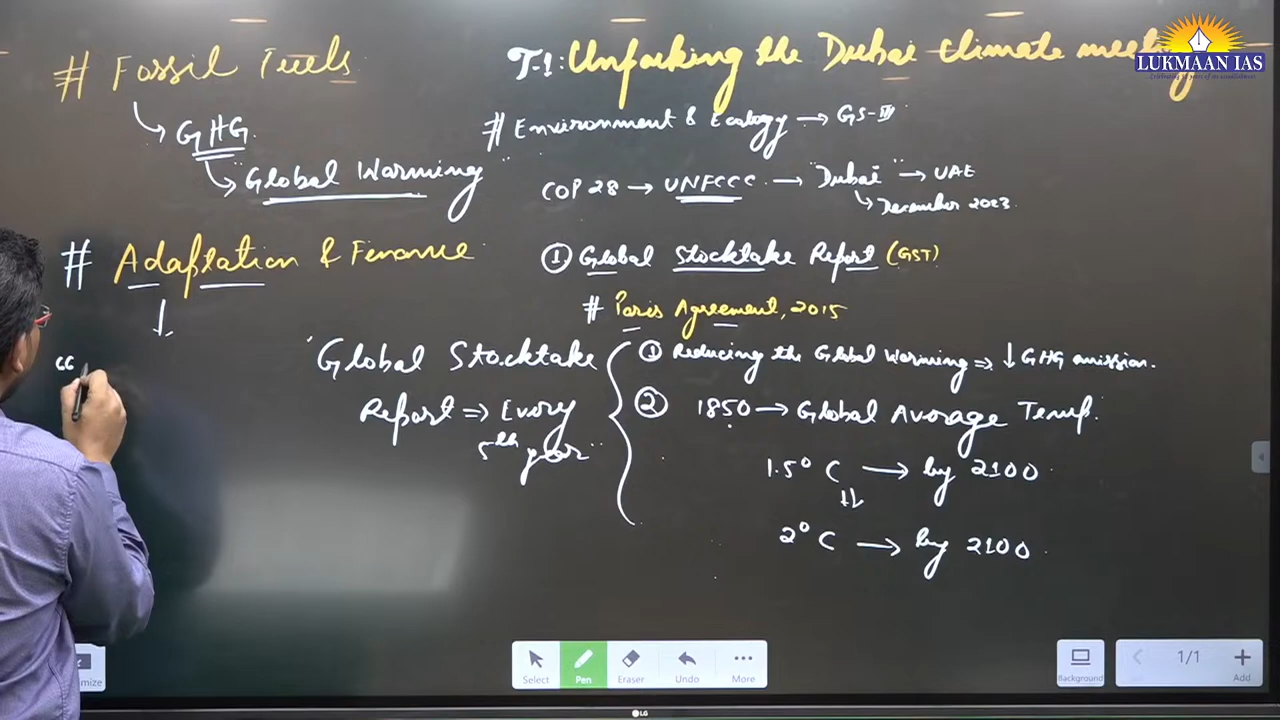 # Fossil Fuels
GHG.
"Global Warming"
# Adaptation & Finance
"
T-1: Unpacking the Dubai Climate meeting
# Environment & Ecology → GS-III
COP 28 → UNFCCC → "Dubai" → UAE
December 2023.
① Global Stocktake Report (GST)
# Paris Agreement, 2015
"Global Stocktake
Report ⇒ Every
5th year"
① Reducing the Global Warming ⇒ ↓ GHG emission.
② 1850 → Global Average Temp.
1.5° C → by 2100
2° C → by 2100
LUKMAAN IAS
Select
Pen
Eraser
Undo
More
Background
1/1
Add
LG